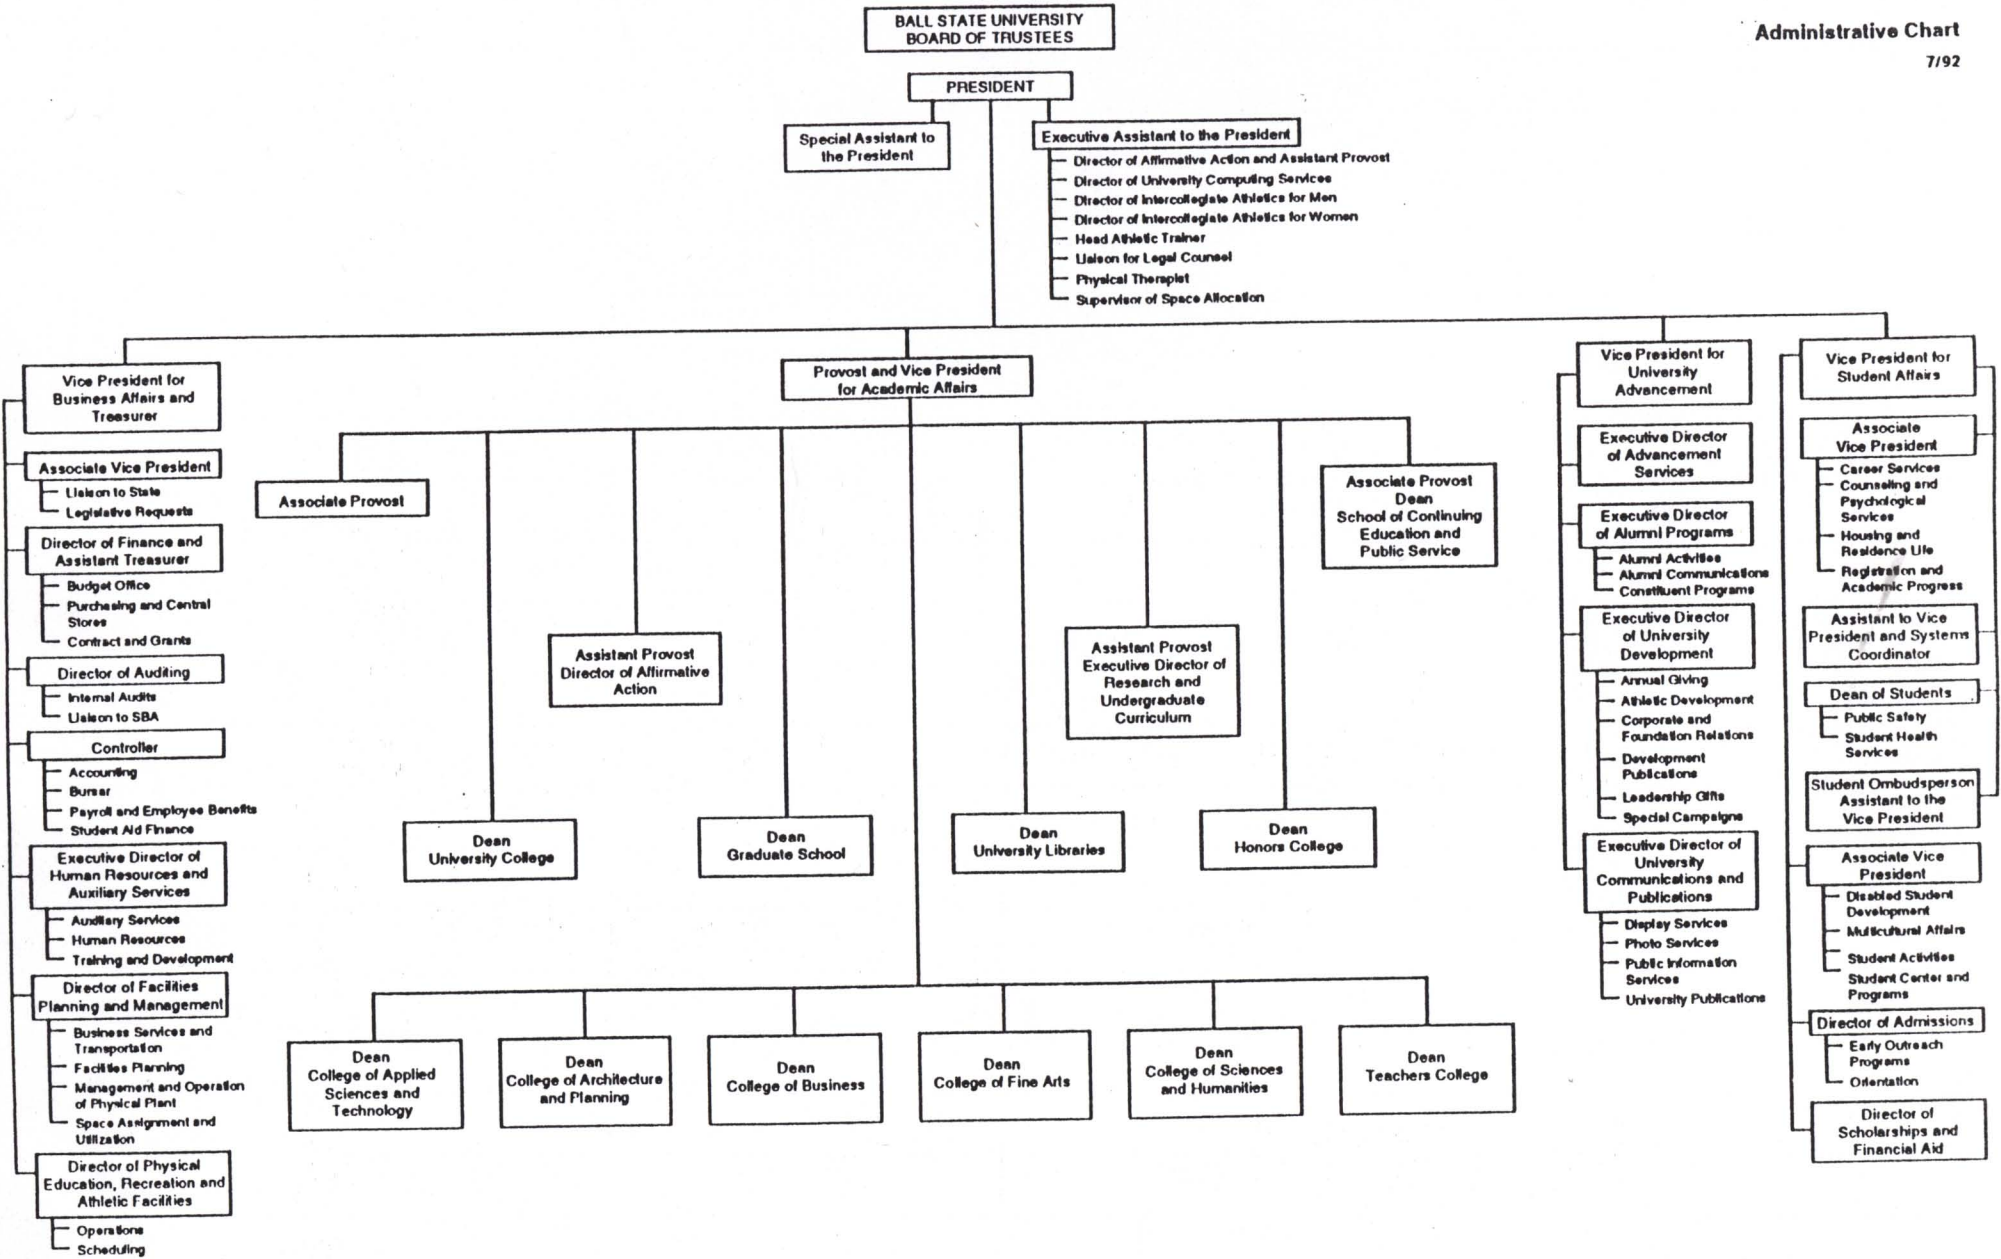 BALL STATE UNIVERSITY
BOARD OF TRUSTEES
Administrative Chart
7/92
PRESIDENT
Special Assistant to
the President
Executive Assistant to the President
Director of Affirmative Action and Assistant Provost
Director of University Computing Services
Director of Intercollegiate Athletics for Men
Director of Intercollegiate Athletics for Women
Head Athletic Trainer
Liaison for Legal Counsel
Physical Therapist
Supervisor of Space Allocation
Vice President for
Business Affairs and
Treasurer
Associate Vice President
Liaison to State
Legislative Requests
Director of Finance and
Assistant Treasurer
Budget Office
Purchasing and Central
Stores
Contract and Grants
Director of Auditing
Internal Audits
Liaison to SBA
Controller
Accounting
Bursar
Payroll and Employee Benefits
Student Aid Finance
Executive Director of
Human Resources and
Auxiliary Services
Auxiliary Services
Human Resources
Training and Development
Director of Facilities
Planning and Management
Business Services and
Transportation
Facilities Planning
Management and Operation
of Physical Plant
Space Assignment and
Utilization
Director of Physical
Education, Recreation and
Athletic Facilities
Operations
Scheduling
Provost and Vice President
for Academic Affairs
Associate Provost
Dean
University College
Assistant Provost
Director of Affirmative
Action
Dean
Graduate School
Dean
University Libraries
Assistant Provost
Executive Director of
Research and
Undergraduate
Curriculum
Dean
Honors College
Associate Provost
Dean
School of Continuing
Education and
Public Service
Dean
College of Applied
Sciences and
Technology
Dean
College of Architecture
and Planning
Dean
College of Business
Dean
College of Fine Arts
Dean
College of Sciences
and Humanities
Dean
Teachers College
Vice President for
University
Advancement
Executive Director
of Advancement
Services
Executive Director
of Alumni Programs
Alumni Activities
Alumni Communications
Constituent Programs
Executive Director
of University
Development
Annual Giving
Athletic Development
Corporate and
Foundation Relations
Development
Publications
Leadership Gifts
Special Campaigns
Executive Director of
University
Communications and
Publications
Display Services
Photo Services
Public Information
Services
University Publications
Vice President for
Student Affairs
Associate
Vice President
Career Services
Counseling and
Psychological
Services
Housing and
Residence Life
Registration and
Academic Progress
Assistant to Vice
President and Systems
Coordinator
Dean of Students
Public Safety
Student Health
Services
Student Ombudsperson
Assistant to the
Vice President
Associate Vice
President
Disabled Student
Development
Multicultural Affairs
Student Activities
Student Center and
Programs
Director of Admissions
Early Outreach
Programs
Orientation
Director of
Scholarships and
Financial Aid